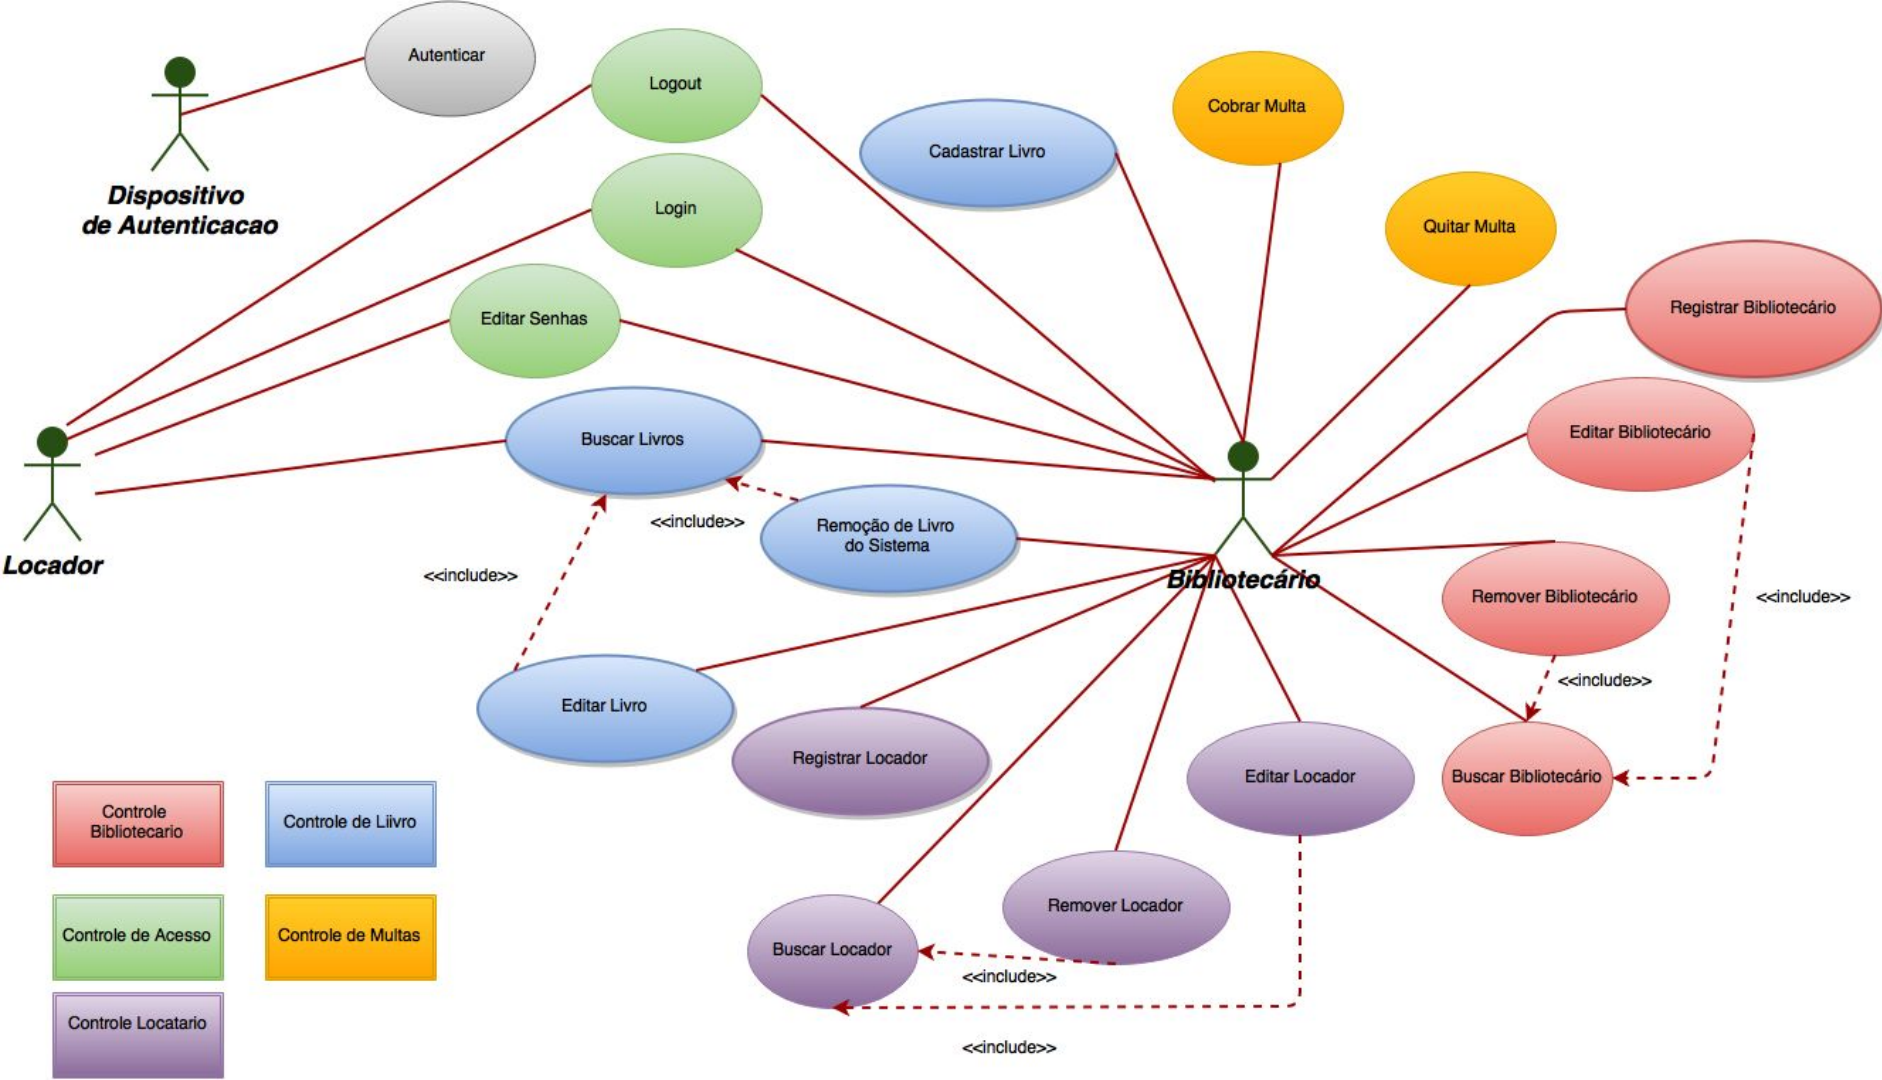 Autenticar
Logout
Cobrar Multa
Cadastrar Livro
Dispositivo
de Autenticacao
Login
Quitar Multa
Registrar Bibliotecário
Editar Senhas
Editar Bibliotecário
Buscar Livros
<<include>>
Remoção de Livro
do Sistema
Locador
<<include>>
Bibliotecário
Remover Bibliotecário
<<include>>
<<include>>
Editar Livro
Registrar Locador
Editar Locador
Buscar Bibliotecário
Controle
Bibliotecario
Controle de Liivro
Remover Locador
Controle de Acesso
Controle de Multas
Buscar Locador
<<include>>
Controle Locatario
<<include>>